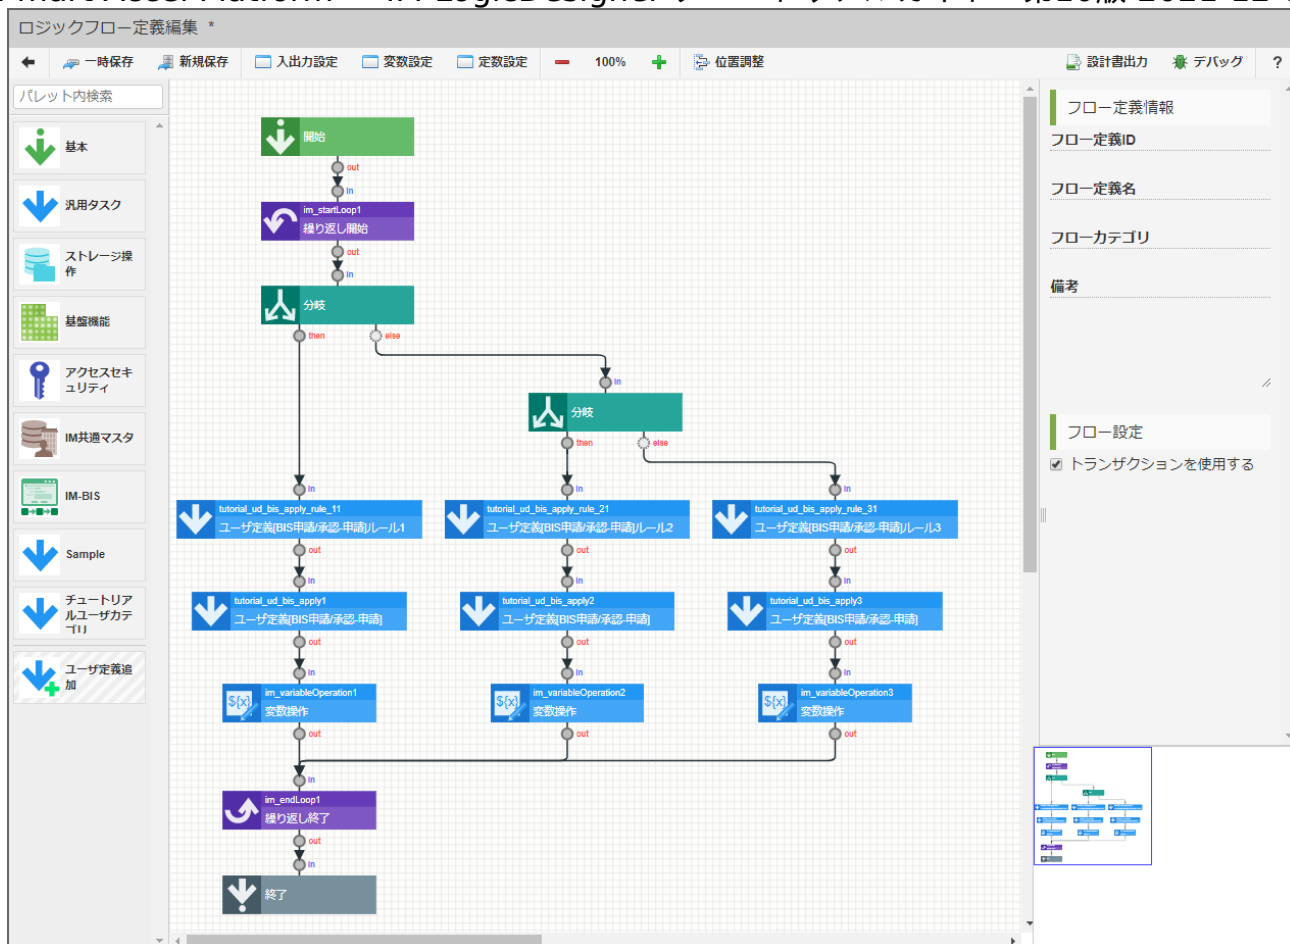 ロジックフロー定義編集 *
一時保存 新規保存 入出力設定 変数設定 定数設定 100% 位置調整 設計書出力 デバッグ ?
パレット内検索
基本
汎用タスク
ストレージ操
作
基盤機能
アクセスセキ
ュリティ
IM共通マスタ
IM-BIS
Sample
チュートリア
ルユーザカテ
ゴリ
ユーザ定義追
加
開始
out
in
im_startLoop1
繰り返し開始
out
in
分岐
then else
in
分岐
then else
in in in
tutorial_ud_bis_apply_rule_11 tutorial_ud_bis_apply_rule_21 tutorial_ud_bis_apply_rule_31
ユーザ定義[BIS申請/承認-申請]ルール1 ユーザ定義[BIS申請/承認-申請]ルール2 ユーザ定義[BIS申請/承認-申請]ルール3
out out out
in in in
tutorial_ud_bis_apply1 tutorial_ud_bis_apply2 tutorial_ud_bis_apply3
ユーザ定義[BIS申請/承認-申請] ユーザ定義[BIS申請/承認-申請] ユーザ定義[BIS申請/承認-申請]
out out out
in in in
${x} im_variableOperation1 ${x} im_variableOperation2 ${x} im_variableOperation3
変数操作 変数操作 変数操作
out out out
in
im_endLoop1
繰り返し終了
out
in
終了
フロー定義情報
フロー定義ID
フロー定義名
フローカテゴリ
備考
フロー設定
トランザクションを使用する